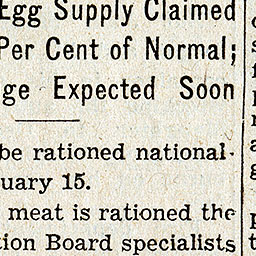 Egg Supply Claimed
Per Cent of Normal;
ge Expected Soon
be rationed national-
uary 15.
meat is rationed the
tion Board specialists